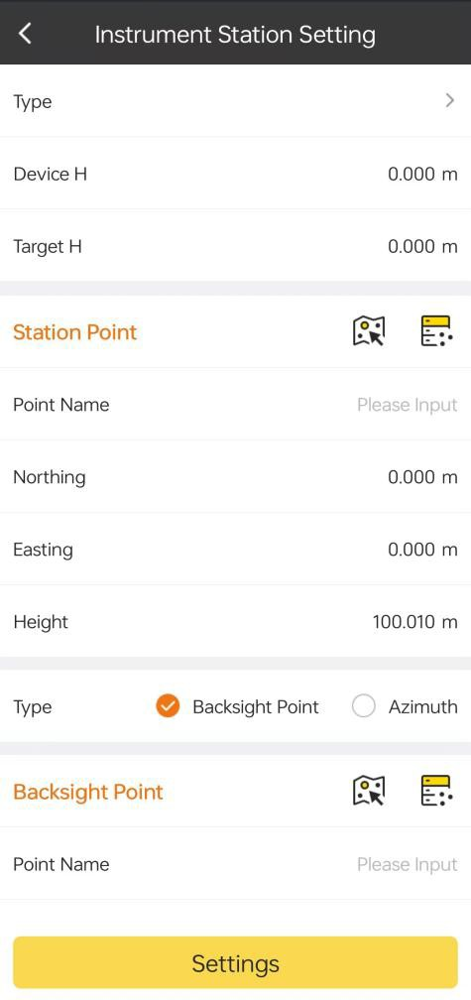 Instrument Station Setting
Type
Device H 0.000 m
Target H 0.000 m
Station Point
Point Name Please Input
Northing 0.000 m
Easting 0.000 m
Height 100.010 m
Type Backsight Point Azimuth
Backsight Point
Point Name Please Input
Settings